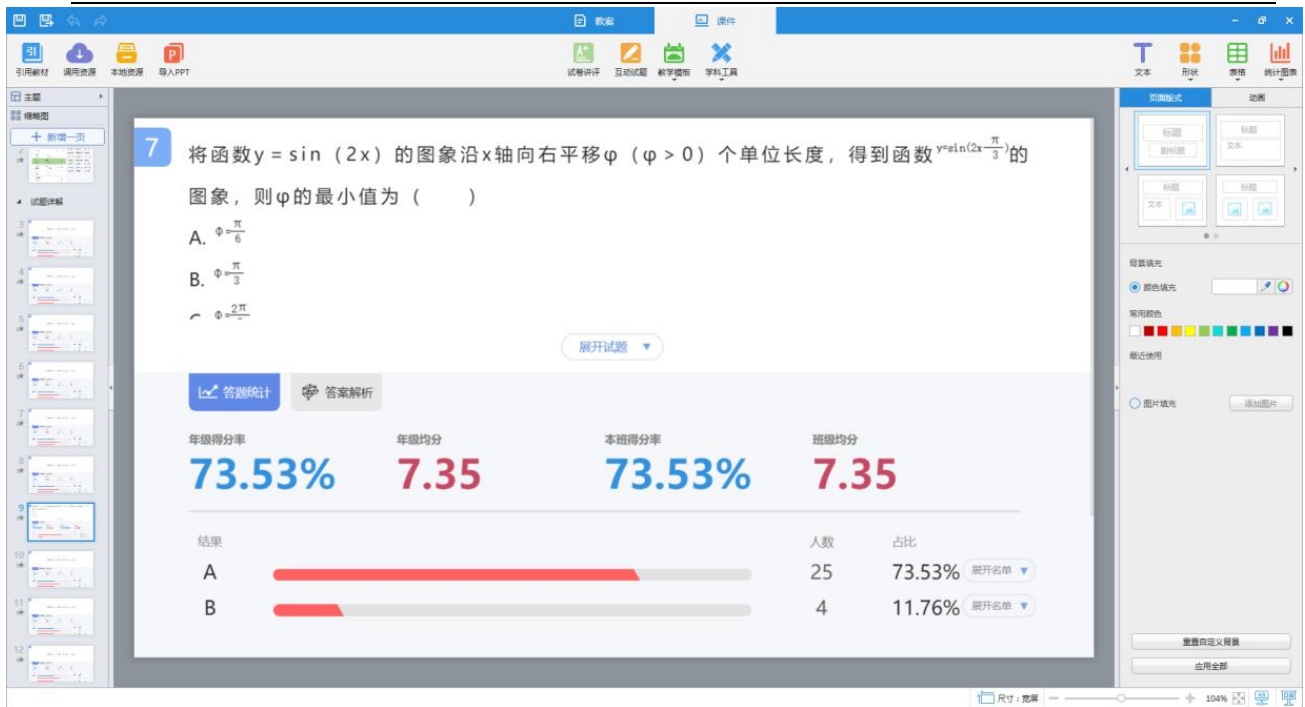 教案
课件
引用教材
调用资源
本地资源
导入PPT
试卷讲评
互动试题
教学模板
学科工具
文本
形状
表格
统计图表
主题
缩略图
+ 新增一页
试题详解
3
4
5
6
7
8
9
10
11
12
7
将函数y = sin（2x）的图象沿x轴向右平移φ（φ > 0）个单位长度，得到函数y=sin(2x-π/3)的
图象，则φ的最小值为（　　）
A. Φ=π/6
B. Φ=π/3
Φ=2π
展开试题 ▼
答题统计
答案解析
年级得分率 年级均分 本班得分率 班级均分
73.53% 7.35 73.53% 7.35
结果 人数 占比
A 25 73.53% 展开名单 ▼
B 4 11.76% 展开名单 ▼
页面版式
动画
标题
副标题
标题
文本
标题
文本
标题
背景填充
颜色填充
常用颜色
最近使用
图片填充
添加图片
重置自定义背景
应用全部
尺寸：宽屏
104%